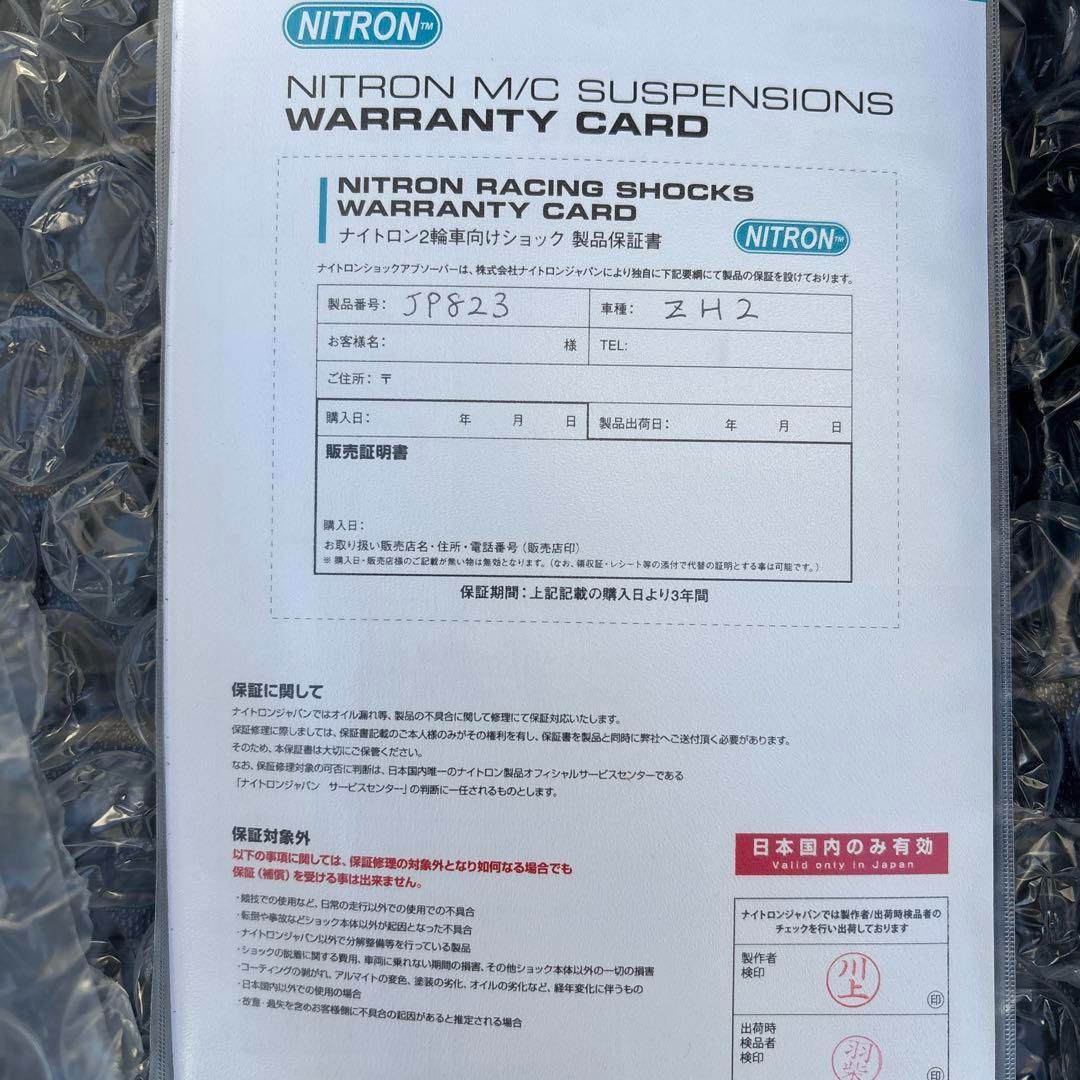 NITRON™
NITRON M/C SUSPENSIONS
WARRANTY CARD
NITRON RACING SHOCKS
WARRANTY CARD
ナイトロン2輪車向けショック 製品保証書
NITRON™
ナイトロンショックアブソーバーは、株式会社ナイトロンジャパンにより独自に下記要綱にて製品の保証を設けております。
製品番号: JP823 車種: ZH2
お客様名: 様 TEL:
ご住所: 〒
購入日: 年 月 日 製品出荷日: 年 月 日
販売証明書
購入日:
お取り扱い販売店名・住所・電話番号(販売店印)
※ 購入日・販売店様のご記載が無い物は無効となります。(なお、領収証・レシート等の添付で代替の証明とする事は可能です。)
保証期間:上記記載の購入日より3年間
保証に関して
ナイトロンジャパンではオイル漏れ等、製品の不具合に関して修理にて保証対応いたします。
保証修理に際しましては、保証書記載のご本人様のみがその権利を有し、保証書を製品と同時に弊社へご送付頂く必要があります。
そのため、本保証書は大切にご保管ください。
なお、保証修理対象の可否に判断は、日本国内唯一のナイトロン製品オフィシャルサービスセンターである
「ナイトロンジャパン サービスセンター」の判断に一任されるものとします。
保証対象外
以下の事項に関しては、保証修理の対象外となり如何なる場合でも
保証(補償)を受ける事は出来ません。
・競技での使用など、日常の走行以外での使用での不具合
・転倒や事故などショック本体以外が起因となった不具合
・ナイトロンジャパン以外で分解整備等を行っている製品
・ショックの脱着に関する費用、車両に乗れない期間の損害、その他ショック本体以外の一切の損害
・コーティングの剥がれ、アルマイトの変色、塗装の劣化、オイルの劣化など、経年変化に伴うもの
・日本国内以外での使用の場合
・故意・過失を含めお客様側に不具合の起因があると推定される場合
日本国内のみ有効
Valid only in Japan
ナイトロンジャパンでは製作者/出荷時検品者の
チェックを行い出荷しております
製作者
検印
川上
印
出荷時
検品者
検印
羽柴
印